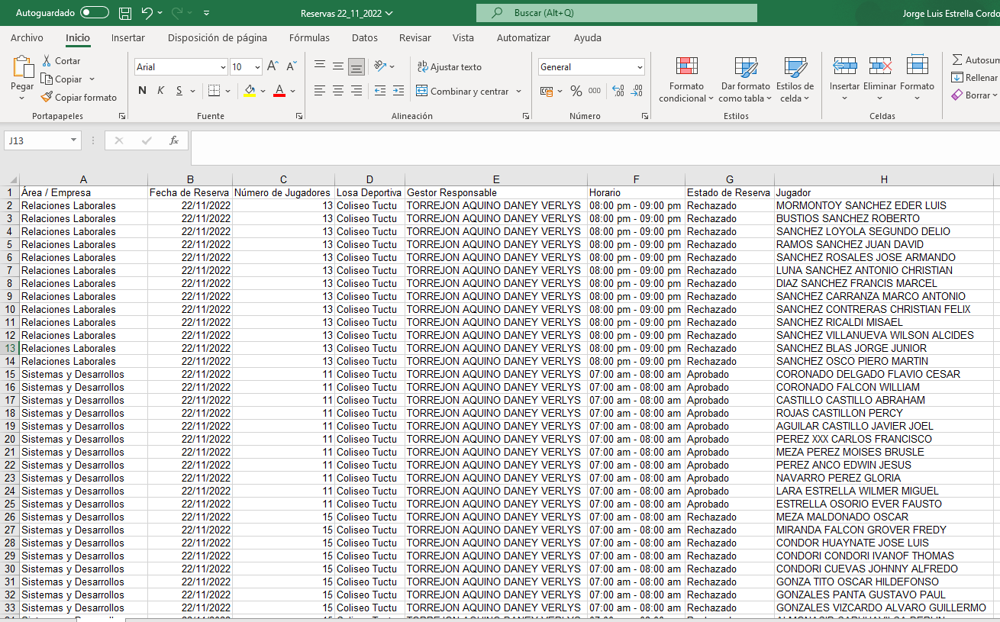 Autoguardado Reservas 22_11_2022 Buscar (Alt+Q) Jorge Luis Estrella Cordo
Archivo Inicio Insertar Disposición de página Fórmulas Datos Revisar Vista Automatizar Ayuda
Pegar Cortar
Copiar
Copiar formato
Portapapeles
Arial 10 A A
N K S A
Fuente
ab Ajustar texto
Combinar y centrar
Alineación
General
% 000
Número
Formato condicional
Dar formato como tabla
Estilos de celda
Estilos
Insertar Eliminar Formato
Celdas
Autosum
Rellenar
Borrar
J13 fx
A B C D E F G H
1 Área / Empresa Fecha de Reserva Número de Jugadores Losa Deportiva Gestor Responsable Horario Estado de Reserva Jugador
2 Relaciones Laborales 22/11/2022 13 Coliseo Tuctu TORREJON AQUINO DANEY VERLYS 08:00 pm - 09:00 pm Rechazado MORMONTOY SANCHEZ EDER LUIS
3 Relaciones Laborales 22/11/2022 13 Coliseo Tuctu TORREJON AQUINO DANEY VERLYS 08:00 pm - 09:00 pm Rechazado BUSTIOS SANCHEZ ROBERTO
4 Relaciones Laborales 22/11/2022 13 Coliseo Tuctu TORREJON AQUINO DANEY VERLYS 08:00 pm - 09:00 pm Rechazado SANCHEZ LOYOLA SEGUNDO DELIO
5 Relaciones Laborales 22/11/2022 13 Coliseo Tuctu TORREJON AQUINO DANEY VERLYS 08:00 pm - 09:00 pm Rechazado RAMOS SANCHEZ JUAN DAVID
6 Relaciones Laborales 22/11/2022 13 Coliseo Tuctu TORREJON AQUINO DANEY VERLYS 08:00 pm - 09:00 pm Rechazado SANCHEZ ROSALES JOSE ARMANDO
7 Relaciones Laborales 22/11/2022 13 Coliseo Tuctu TORREJON AQUINO DANEY VERLYS 08:00 pm - 09:00 pm Rechazado LUNA SANCHEZ ANTONIO CHRISTIAN
8 Relaciones Laborales 22/11/2022 13 Coliseo Tuctu TORREJON AQUINO DANEY VERLYS 08:00 pm - 09:00 pm Rechazado DIAZ SANCHEZ FRANCIS MARCEL
9 Relaciones Laborales 22/11/2022 13 Coliseo Tuctu TORREJON AQUINO DANEY VERLYS 08:00 pm - 09:00 pm Rechazado SANCHEZ CARRANZA MARCO ANTONIO
10 Relaciones Laborales 22/11/2022 13 Coliseo Tuctu TORREJON AQUINO DANEY VERLYS 08:00 pm - 09:00 pm Rechazado SANCHEZ CONTRERAS CHRISTIAN FELIX
11 Relaciones Laborales 22/11/2022 13 Coliseo Tuctu TORREJON AQUINO DANEY VERLYS 08:00 pm - 09:00 pm Rechazado SANCHEZ RICALDI MISAEL
12 Relaciones Laborales 22/11/2022 13 Coliseo Tuctu TORREJON AQUINO DANEY VERLYS 08:00 pm - 09:00 pm Rechazado SANCHEZ VILLANUEVA WILSON ALCIDES
13 Relaciones Laborales 22/11/2022 13 Coliseo Tuctu TORREJON AQUINO DANEY VERLYS 08:00 pm - 09:00 pm Rechazado SANCHEZ BLAS JORGE JUNIOR
14 Relaciones Laborales 22/11/2022 13 Coliseo Tuctu TORREJON AQUINO DANEY VERLYS 08:00 pm - 09:00 pm Rechazado SANCHEZ OSCO PIERO MARTIN
15 Sistemas y Desarrollos 22/11/2022 11 Coliseo Tuctu TORREJON AQUINO DANEY VERLYS 07:00 am - 08:00 am Aprobado CORONADO DELGADO FLAVIO CESAR
16 Sistemas y Desarrollos 22/11/2022 11 Coliseo Tuctu TORREJON AQUINO DANEY VERLYS 07:00 am - 08:00 am Aprobado CORONADO FALCON WILLIAM
17 Sistemas y Desarrollos 22/11/2022 11 Coliseo Tuctu TORREJON AQUINO DANEY VERLYS 07:00 am - 08:00 am Aprobado CASTILLO CASTILLO ABRAHAM
18 Sistemas y Desarrollos 22/11/2022 11 Coliseo Tuctu TORREJON AQUINO DANEY VERLYS 07:00 am - 08:00 am Aprobado ROJAS CASTILLON PERCY
19 Sistemas y Desarrollos 22/11/2022 11 Coliseo Tuctu TORREJON AQUINO DANEY VERLYS 07:00 am - 08:00 am Aprobado AGUILAR CASTILLO JAVIER JOEL
20 Sistemas y Desarrollos 22/11/2022 11 Coliseo Tuctu TORREJON AQUINO DANEY VERLYS 07:00 am - 08:00 am Aprobado PEREZ XXX CARLOS FRANCISCO
21 Sistemas y Desarrollos 22/11/2022 11 Coliseo Tuctu TORREJON AQUINO DANEY VERLYS 07:00 am - 08:00 am Aprobado MEZA PEREZ MOISES BRUSLE
22 Sistemas y Desarrollos 22/11/2022 11 Coliseo Tuctu TORREJON AQUINO DANEY VERLYS 07:00 am - 08:00 am Aprobado PEREZ ANCO EDWIN JESUS
23 Sistemas y Desarrollos 22/11/2022 11 Coliseo Tuctu TORREJON AQUINO DANEY VERLYS 07:00 am - 08:00 am Aprobado NAVARRO PEREZ GLORIA
24 Sistemas y Desarrollos 22/11/2022 11 Coliseo Tuctu TORREJON AQUINO DANEY VERLYS 07:00 am - 08:00 am Aprobado LARA ESTRELLA WILMER MIGUEL
25 Sistemas y Desarrollos 22/11/2022 11 Coliseo Tuctu TORREJON AQUINO DANEY VERLYS 07:00 am - 08:00 am Aprobado ESTRELLA OSORIO EVER FAUSTO
26 Sistemas y Desarrollos 22/11/2022 15 Coliseo Tuctu TORREJON AQUINO DANEY VERLYS 07:00 am - 08:00 am Rechazado MEZA MALDONADO OSCAR
27 Sistemas y Desarrollos 22/11/2022 15 Coliseo Tuctu TORREJON AQUINO DANEY VERLYS 07:00 am - 08:00 am Rechazado MIRANDA FALCON GROVER FREDY
28 Sistemas y Desarrollos 22/11/2022 15 Coliseo Tuctu TORREJON AQUINO DANEY VERLYS 07:00 am - 08:00 am Rechazado CONDOR HUAYNATE JOSE LUIS
29 Sistemas y Desarrollos 22/11/2022 15 Coliseo Tuctu TORREJON AQUINO DANEY VERLYS 07:00 am - 08:00 am Rechazado CONDORI CONDORI IVANOF THOMAS
30 Sistemas y Desarrollos 22/11/2022 15 Coliseo Tuctu TORREJON AQUINO DANEY VERLYS 07:00 am - 08:00 am Rechazado CONDORI CUEVAS JOHNNY ALFREDO
31 Sistemas y Desarrollos 22/11/2022 15 Coliseo Tuctu TORREJON AQUINO DANEY VERLYS 07:00 am - 08:00 am Rechazado GONZA TITO OSCAR HILDEFONSO
32 Sistemas y Desarrollos 22/11/2022 15 Coliseo Tuctu TORREJON AQUINO DANEY VERLYS 07:00 am - 08:00 am Rechazado GONZALES PANTA GUSTAVO PAUL
33 Sistemas y Desarrollos 22/11/2022 15 Coliseo Tuctu TORREJON AQUINO DANEY VERLYS 07:00 am - 08:00 am Rechazado GONZALES VIZCARDO ALVARO GUILLERMO